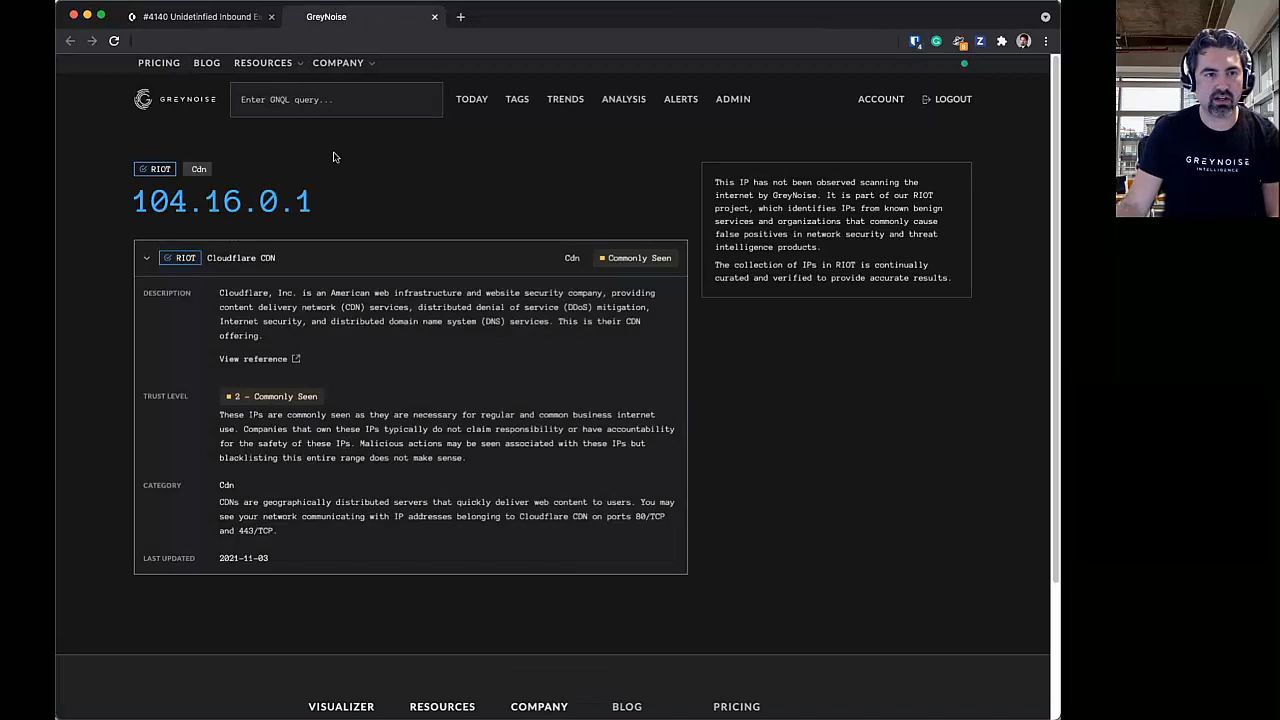 #4140 Unidetinfied Inbound E
GreyNoise
PRICING
BLOG
RESOURCES
COMPANY
GREYNOISE
Enter GNQL query...
TODAY
TAGS
TRENDS
ANALYSIS
ALERTS
ADMIN
ACCOUNT
LOGOUT
RIOT
Cdn
104.16.0.1
RIOT
Cloudflare CDN
Cdn
Commonly Seen
DESCRIPTION
Cloudflare, Inc. is an American web infrastructure and website security company, providing
content delivery network (CDN) services, distributed denial of service (DDoS) mitigation,
Internet security, and distributed domain name system (DNS) services. This is their CDN
offering.
View reference
TRUST LEVEL
2 - Commonly Seen
These IPs are commonly seen as they are necessary for regular and common business internet
use. Companies that own these IPs typically do not claim responsibility or have accountability
for the safety of these IPs. Malicious actions may be seen associated with these IPs but
blacklisting this entire range does not make sense.
CATEGORY
Cdn
CDNs are geographically distributed servers that quickly deliver web content to users. You may
see your network communicating with IP addresses belonging to Cloudflare CDN on ports 80/TCP
and 443/TCP.
LAST UPDATED
2021-11-03
This IP has not been observed scanning the
internet by GreyNoise. It is part of our RIOT
project, which identifies IPs from known benign
services and organizations that commonly cause
false positives in network security and threat
intelligence products.
The collection of IPs in RIOT is continually
curated and verified to provide accurate results.
VISUALIZER
RESOURCES
COMPANY
BLOG
PRICING
GREYNOISE
INTELLIGENCE